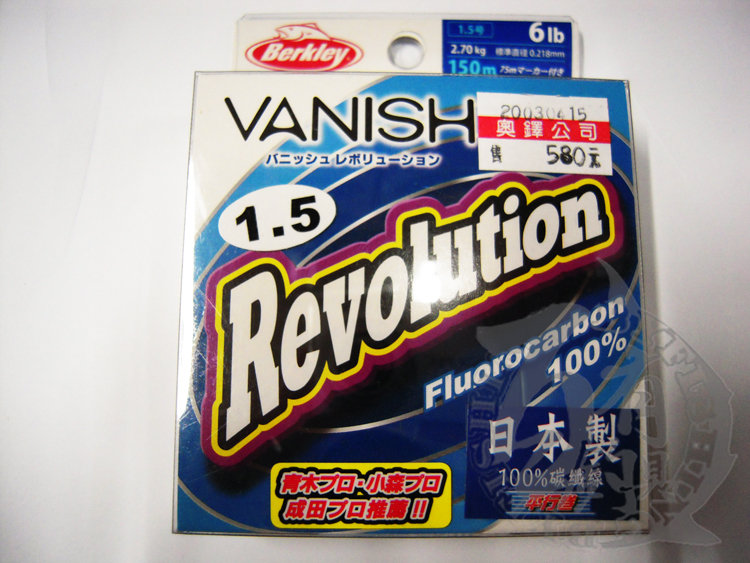 Berkley
1.5号
6lb
2.70kg 標準直径 0.218mm
150m 75mマーカー付き
VANISH
バニッシュ レボリューション
20030415
奥鐸公司
售 580元
1.5
Revolution
Fluorocarbon
100%
日本製
100%碳纖線
平行巻
青木プロ・小森プロ
成田プロ推薦!!